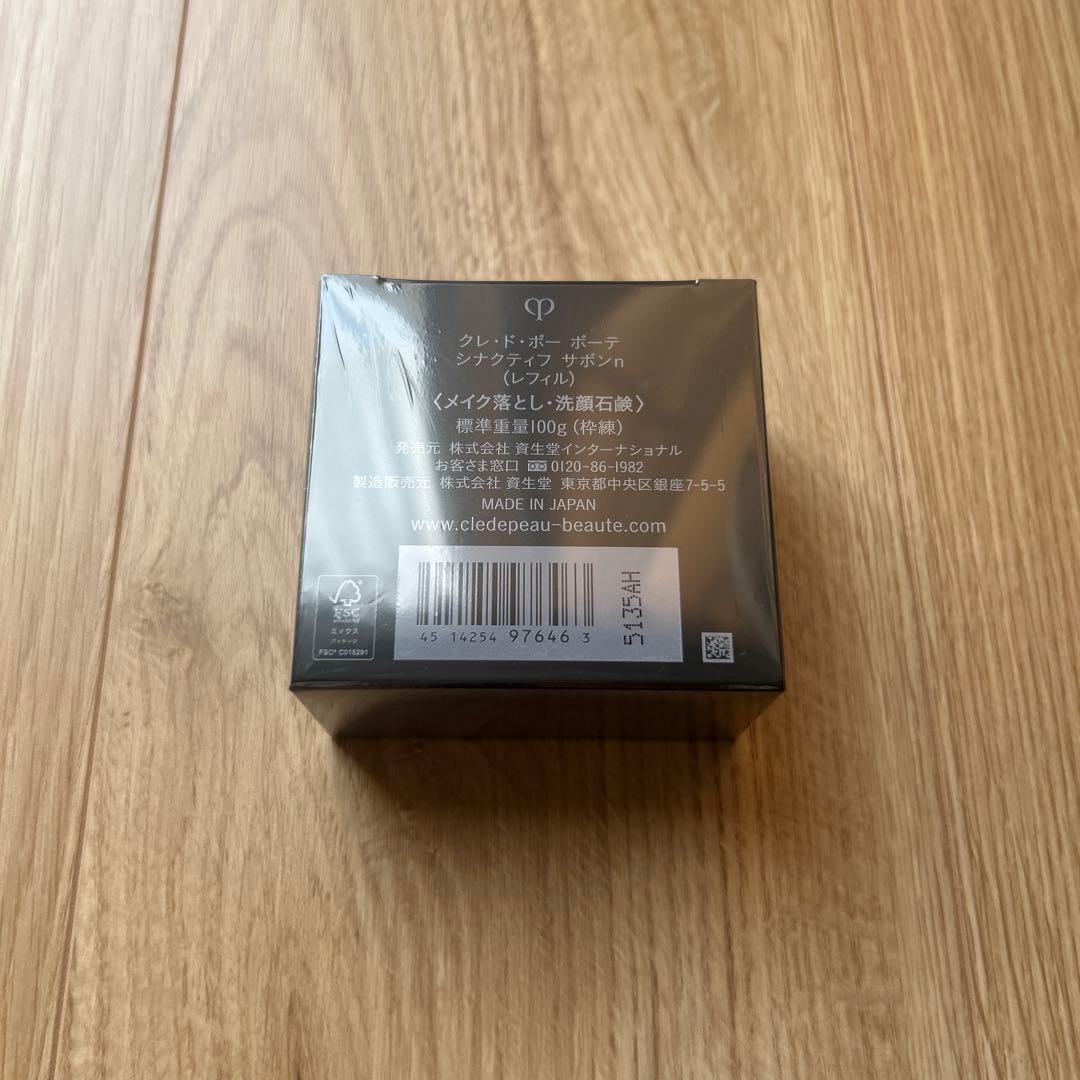 クレ・ド・ポー ボーテ
シナクティフ サボンn
(レフィル)
〈メイク落とし・洗顔石鹸〉
標準重量100g (枠練)
発売元 株式会社 資生堂インターナショナル
お客さま窓口 0120-86-1982
製造販売元 株式会社 資生堂 東京都中央区銀座7-5-5
MADE IN JAPAN
www.cledepeau-beaute.com
FSC
ミックス
パッケージ
FSC® C015291
45 14254 97646 3
5135AH